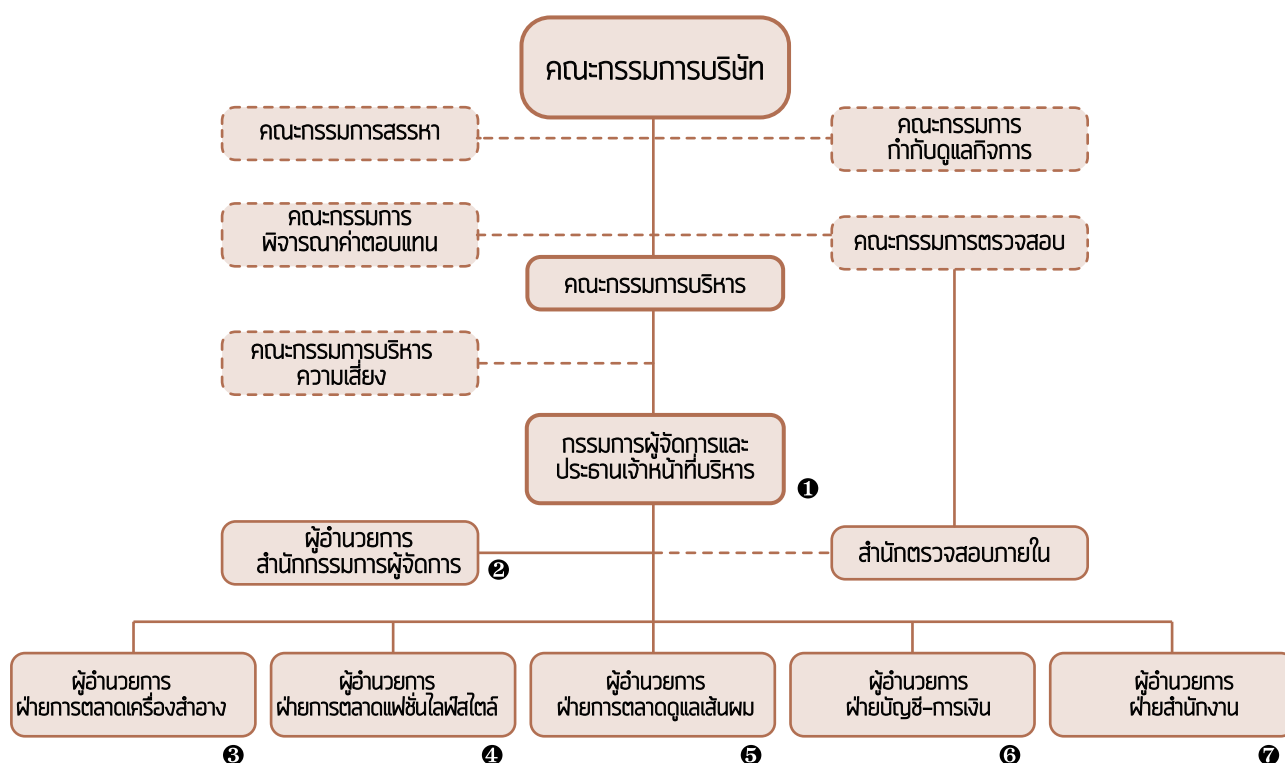 คณะกรรมการบริษัท
คณะกรรมการสรรหา
คณะกรรมการ
กำกับดูแลกิจการ
คณะกรรมการ
พิจารณาค่าตอบแทน
คณะกรรมการตรวจสอบ
คณะกรรมการบริหาร
คณะกรรมการบริหาร
ความเสี่ยง
กรรมการผู้จัดการและ
ประธานเจ้าหน้าที่บริหาร
❶
ผู้อำนวยการ
สำนักกรรมการผู้จัดการ
❷
สำนักตรวจสอบภายใน
ผู้อำนวยการ
ฝ่ายการตลาดเครื่องสำอาง
❸
ผู้อำนวยการ
ฝ่ายการตลาดแฟชั่นไลฟ์สไตล์
❹
ผู้อำนวยการ
ฝ่ายการตลาดดูแลเส้นผม
❺
ผู้อำนวยการ
ฝ่ายบัญชี-การเงิน
❻
ผู้อำนวยการ
ฝ่ายสำนักงาน
❼